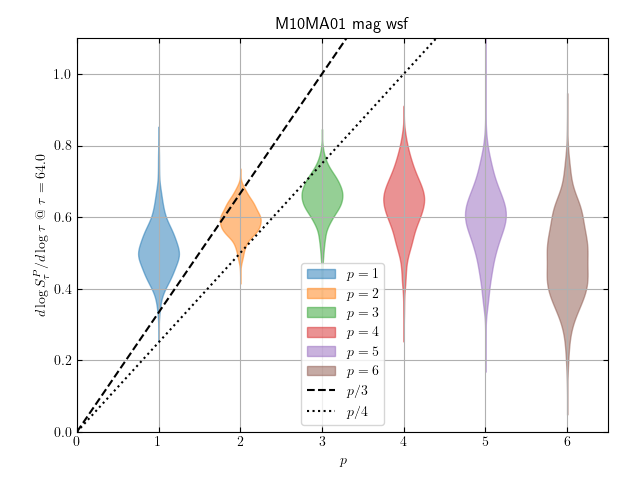 M10MA01 mag wsf
d log S_τ^P / d log τ @ τ = 64.0
1.0
0.8
0.6
0.4
0.2
0.0
p = 1
p = 2
p = 3
p = 4
p = 5
p = 6
p/3
p/4
0 1 2 3 4 5 6
p